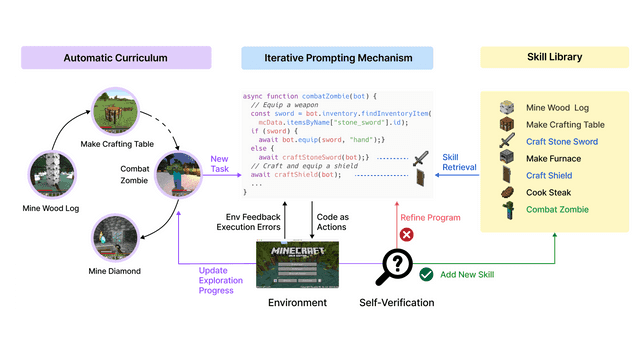 Automatic Curriculum
Iterative Prompting Mechanism
Skill Library
Make Crafting Table
Combat
Zombie
Mine Wood Log
Mine Diamond
New
Task
async function combatZombie(bot) {
// Equip a weapon
const sword = bot.inventory.findInventoryItem(
mcData.itemsByName["stone_sword"].id);
if (sword) {
await bot.equip(sword, "hand");}
else {
await craftStoneSword(bot);}
// Craft and equip a shield
await craftShield(bot);
...
}
Skill
Retrieval
Mine Wood Log
Make Crafting Table
Craft Stone Sword
Make Furnace
Craft Shield
Cook Steak
Combat Zombie
Env Feedback
Execution Errors
Code as
Actions
Refine Program
Update
Exploration
Progress
MINECRAFT
Environment
Self-Verification
Add New Skill